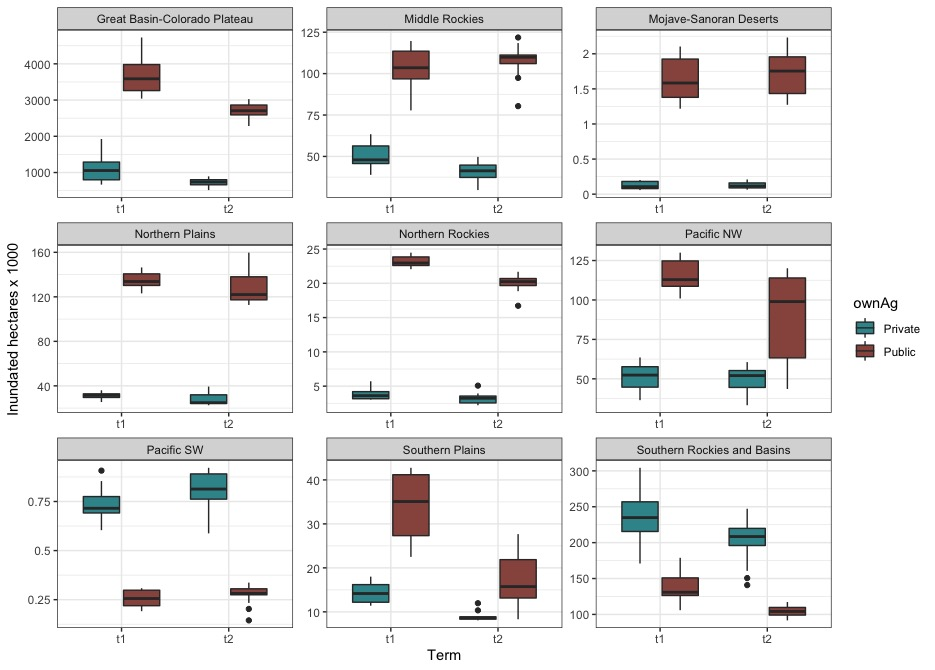 Great Basin-Colorado Plateau
Middle Rockies
Mojave-Sanoran Deserts
4000
3000
2000
1000
125
100
75
50
2
1.5
1
0.5
0
t1
t2
t1
t2
t1
t2
Northern Plains
Northern Rockies
Pacific NW
160
120
80
40
25
20
15
10
5
125
100
75
50
t1
t2
t1
t2
t1
t2
Pacific SW
Southern Plains
Southern Rockies and Basins
0.75
0.5
0.25
40
30
20
10
300
250
200
150
100
t1
t2
t1
t2
t1
t2
Inundated hectares x 1000
Term
ownAg
Private
Public